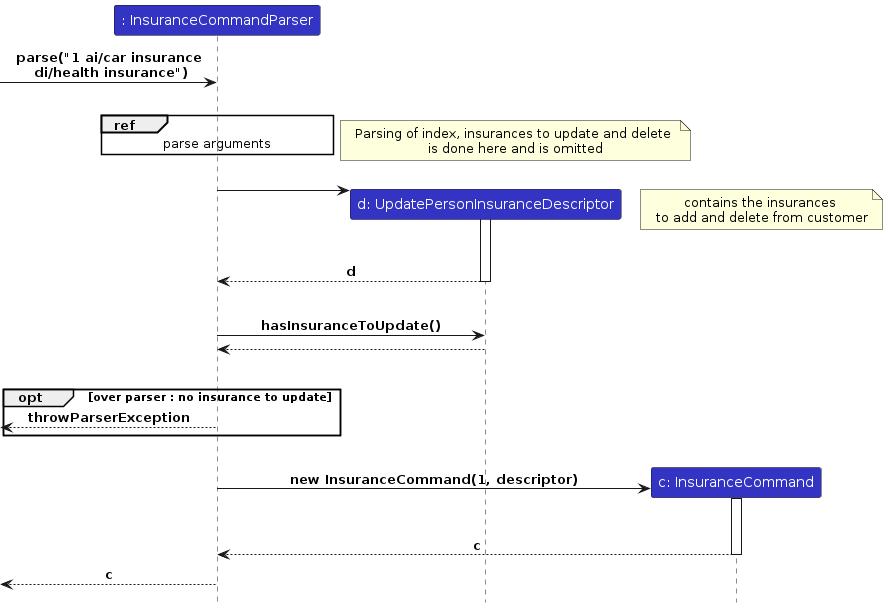 : InsuranceCommandParser
parse("1 ai/car insurance
di/health insurance")
ref
parse arguments
Parsing of index, insurances to update and delete
is done here and is omitted
d: UpdatePersonInsuranceDescriptor
contains the insurances
to add and delete from customer
d
hasInsuranceToUpdate()
opt
[over parser : no insurance to update]
throwParserException
new InsuranceCommand(1, descriptor)
c: InsuranceCommand
c
c